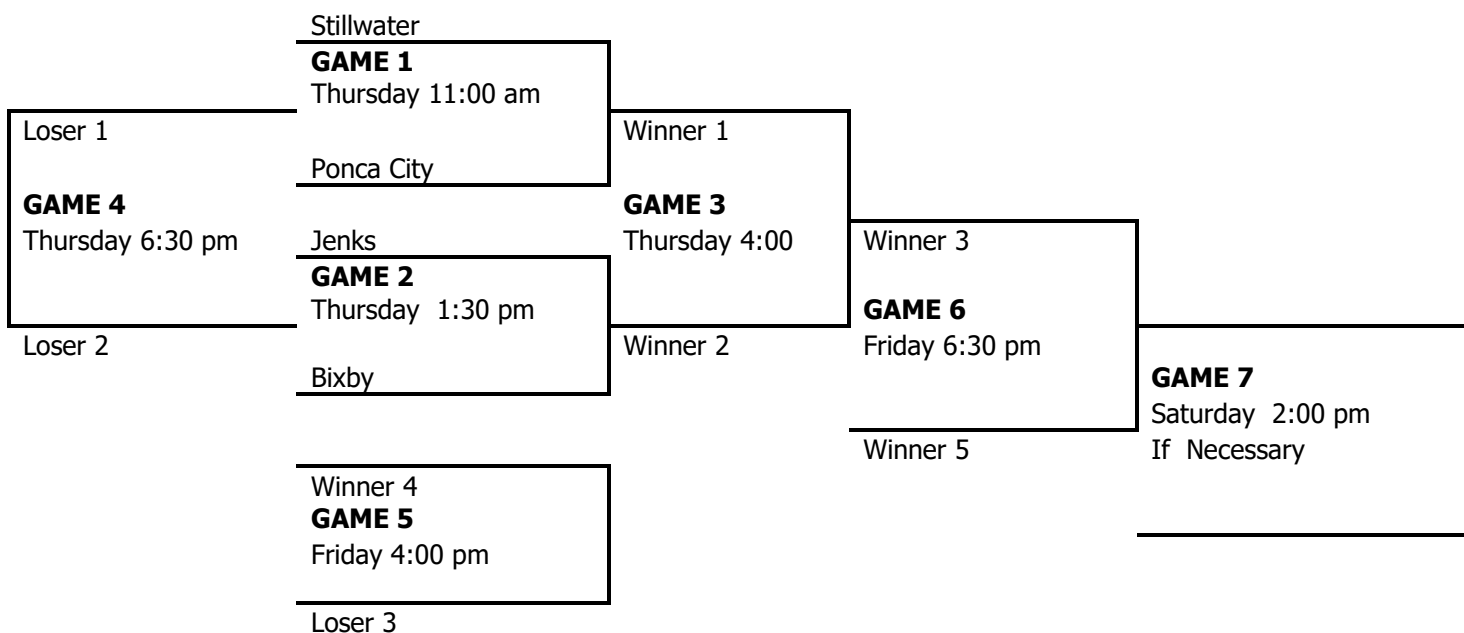 Stillwater
GAME 1
Thursday 11:00 am
Ponca City
Loser 1
GAME 4
Thursday 6:30 pm
Loser 2
Jenks
GAME 2
Thursday  1:30 pm
Bixby
Winner 1
GAME 3
Thursday 4:00
Winner 2
Winner 3
GAME 6
Friday 6:30 pm
Winner 5
GAME 7
Saturday  2:00 pm
If  Necessary
Winner 4
GAME 5
Friday 4:00 pm
Loser 3